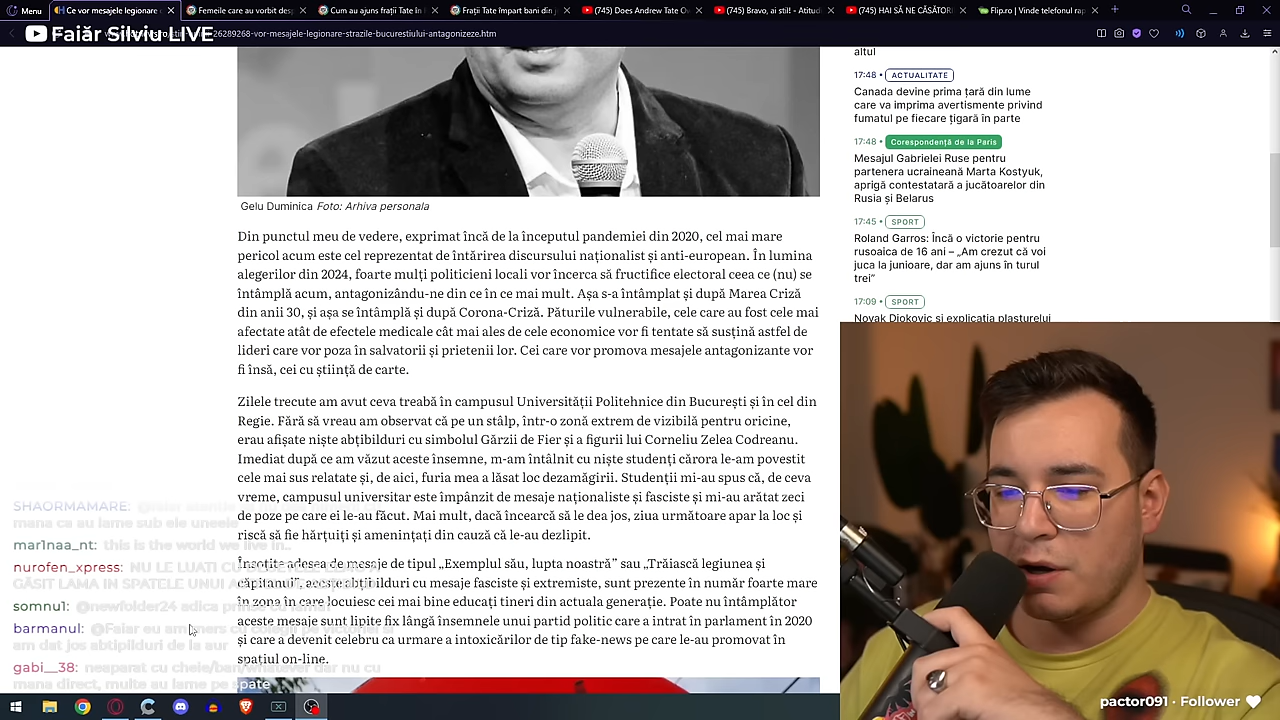 Menu
Ce vor mesajele legionare
Femeile care au vorbit des
Cum au ajuns frații Tate în
Frații Tate împart bani din
(745) Does Andrew Tate Ov
(745) Bravo, ai stil! - Atitudi
(745) HAI SĂ NE CĂSĂTOR
Flip.ro | Vinde telefonul rap
Faiăr Silviu LIVE
26289268-vor-mesajele-legionare-strazile-bucurestiului-antagonizeze.htm
Gelu Duminica Foto: Arhiva personala
Din punctul meu de vedere, exprimat încă de la începutul pandemiei din 2020, cel mai mare
pericol acunt este cel reprezentat de întărirea discursului naționalist și anti-european. În lumina
alegerilor din 2024, foarte mulți politicieni locali vor încerca să fructifice electoral ceea ce (nu) se
întâmplă acum, antagonizându-ne din ce în ce mai mult. Așa s-a întâmplat și după Marea Criză
din anii 30, și așa se întâmplă și după Corona-Criză. Păturile vulnerabile, cele care au fost cele mai
afectate atât de efectele medicale cât mai ales de cele economice vor fi tentate să susțină astfel de
lideri care vor poza în salvatorii și prietenii lor. Cei care vor promova mesajele antagonizante vor
fi însă, cei cu știință de carte.
Zilele trecute am avut ceva treabă în campusul Universității Politehnice din București și în cel din
Regie. Fără să vreau am observat că pe un stâlp, într-o zonă extrem de vizibilă pentru oricine,
erau afișate niște abțibilduri cu simbolul Gărzii de Fier și a figurii lui Corneliu Zelea Codreanu.
Imediat după ce am văzut aceste însemne, m-am întâlnit cu niște studenți cărora le-am povestit
cele mai sus relatate și, de aici, furia mea a lăsat loc dezamăgirii. Studenții mi-au spus că, de ceva
vreme, campusul universitar este împânzit de mesaje naționaliste și fasciste și mi-au arătat zeci
de poze pe care ei le-au făcut. Mai mult, dacă încearcă să le dea jos, ziua următoare apar la loc și
riscă să fie hărțuiți și amenințați din cauză că le-au dezlipit.
Însoțite adesea de mesaje de tipul „Exemplul său, lupta noastră” sau „Trăiască legiunea și
căpitanul”, aceste abțibilduri cu mesaje fasciste și extremiste, sunt prezente în număr foarte mare
în zona în care locuiesc cei mai bine educați tineri din actuala generație. Poate nu întâmplător
aceste mesaje sunt lipite fix lângă însemnele unui partid politic care a intrat în parlament în 2020
și care a devenit celebru ca urmare a intoxicărilor de tip fake-news pe care le-au promovat în
spațiul on-line.
altul
17:48 • ACTUALITATE
Canada devine prima țară din lume
care va imprima avertismente privind
fumatul pe fiecare țigară în parte
17:48 • Corespondență de la Paris
Mesajul Gabrielei Ruse pentru
partenera ucraineană Marta Kostyuk,
aprigă contestatară a jucătoarelor din
Rusia și Belarus
17:45 • SPORT
Roland Garros: Încă o victorie pentru
rusoaica de 16 ani – „Am crezut că voi
juca la junioare, dar am ajuns în turul
trei”
17:09 • SPORT
Novak Djokovic și explicația plasturelui
SHAORMAMARE: @faiar
mana ca au lame sub ele uneele
mar1naa_nt: this is the world we live in..
nurofen_xpress: NU LE LUATI CU
GĂSIT LAMA IN SPATELE UNUI
somnu1: @newfolder24 adica prinse cu lama?
barmanul: @Faiar eu am mers
am dat jos abtipilduri de la aur
gabi__38: neaparat cu cheie/ban/whatever dar nu cu
mana direct, multe au lame pe spate
pactor091 · Follower